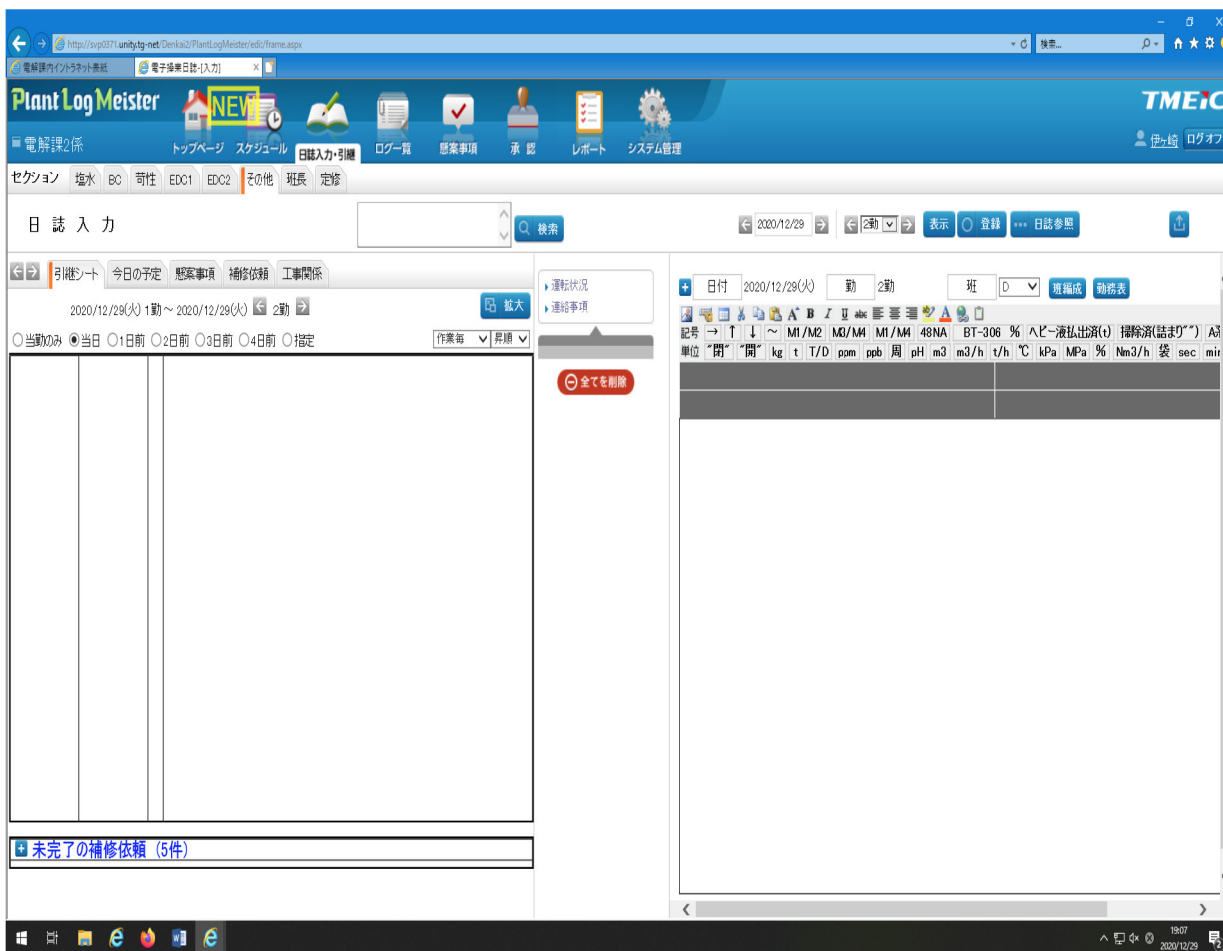 http://svp0371.unity.tg-net/Denkai2/PlantLogMeister/edit/frame.aspx
検索...
電解課内イントラネット表紙 電子操業日誌-[入力]
PlantLogMeister
NEW
TMEiC
電解課2係
トップページ スケジュール 日誌入力・引継 ログ一覧 懸案事項 承認 レポート システム管理
伊ヶ崎 ログオフ
セクション 塩水 BC 苛性 EDC1 EDC2 その他 班長 定修
日誌入力
検索
2020/12/29 2勤 表示 登録 日誌参照
引継シート 今日の予定 懸案事項 補修依頼 工事関係
2020/12/29(火) 1勤 ~ 2020/12/29(火) 2勤
拡大
当勤のみ 当日 1日前 2日前 3日前 4日前 指定
作業毎 昇順
運転状況
連絡事項
全てを削除
日付 2020/12/29(火) 勤 2勤 班 D 班編成 勤務表
A B I U abc A
記号 → ↑ ↓ ~ M1/M2 M3/M4 M1/M4 48NA BT-306 % ヘビー液払出済(t) 掃除済(詰まり"")
単位 "閉" "開" kg t T/D ppm ppb 周 pH m3 m3/h t/h ℃ kPa MPa % Nm3/h 袋 sec min
未完了の補修依頼 (5件)
19:07
2020/12/29